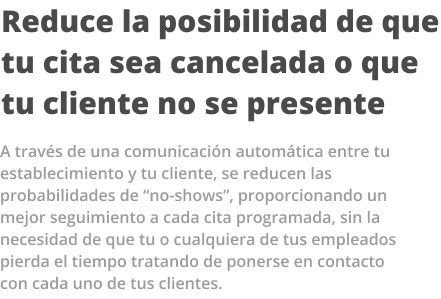 Reduce la posibilidad de que
tu cita sea cancelada o que
tu cliente no se presente
A través de una comunicación automática entre tu
establecimiento y tu cliente, se reducen las
probabilidades de “no-shows”, proporcionando un
mejor seguimiento a cada cita programada, sin la
necesidad de que tu o cualquiera de tus empleados
pierda el tiempo tratando de ponerse en contacto
con cada uno de tus clientes.